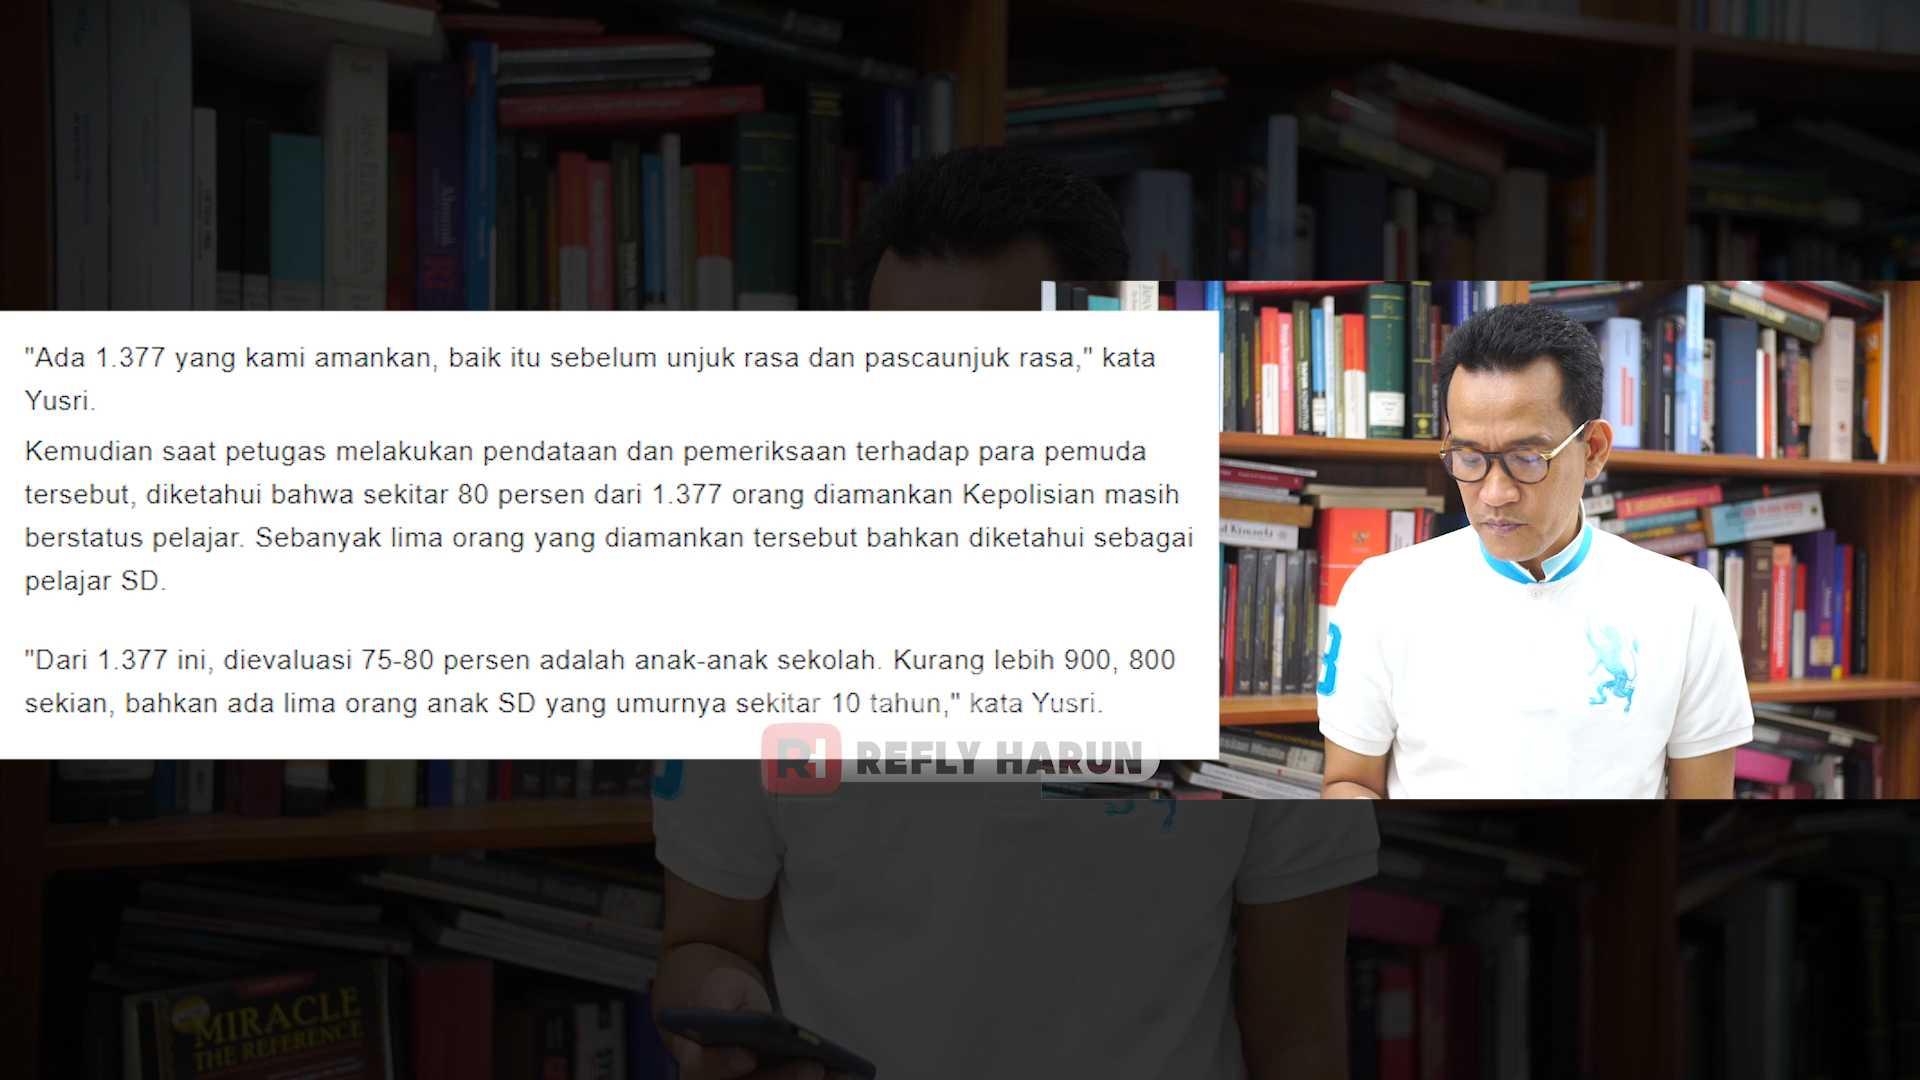 "Ada 1.377 yang kami amankan, baik itu sebelum unjuk rasa dan pascaunjuk rasa," kata
Yusri.
Kemudian saat petugas melakukan pendataan dan pemeriksaan terhadap para pemuda
tersebut, diketahui bahwa sekitar 80 persen dari 1.377 orang diamankan Kepolisian masih
berstatus pelajar. Sebanyak lima orang yang diamankan tersebut bahkan diketahui sebagai
pelajar SD.
"Dari 1.377 ini, dievaluasi 75-80 persen adalah anak-anak sekolah. Kurang lebih 900, 800
sekian, bahkan ada lima orang anak SD yang umurnya sekitar 10 tahun," kata Yusri.
RH REFLY HARUN
MIRACLE
THE REFERENCE